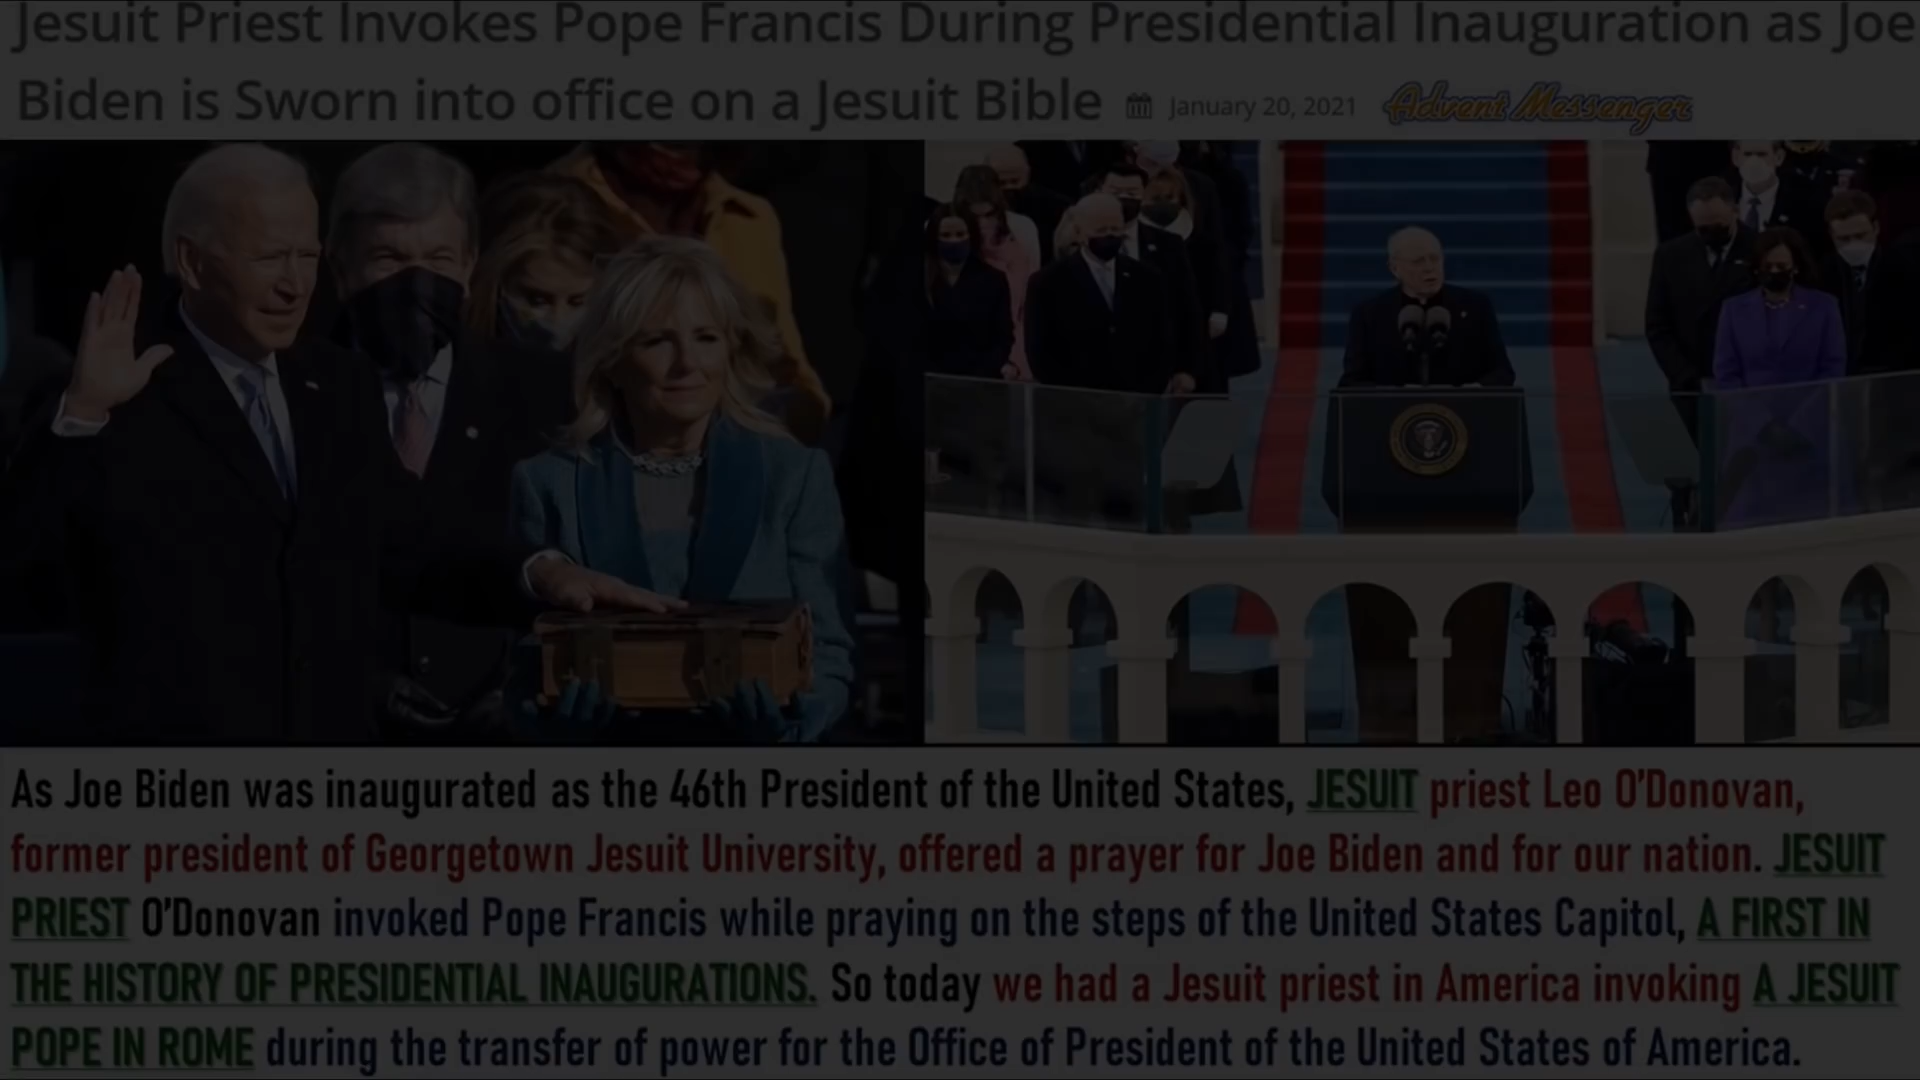 Jesuit Priest Invokes Pope Francis During Presidential Inauguration as Joe
Biden is Sworn into office on a Jesuit Bible January 20, 2021 Advent Messenger
As Joe Biden was inaugurated as the 46th President of the United States, JESUIT priest Leo O'Donovan,
former president of Georgetown Jesuit University, offered a prayer for Joe Biden and for our nation. JESUIT
PRIEST O'Donovan invoked Pope Francis while praying on the steps of the United States Capitol, A FIRST IN
THE HISTORY OF PRESIDENTIAL INAUGURATIONS. So today we had a Jesuit priest in America invoking A JESUIT
POPE IN ROME during the transfer of power for the Office of President of the United States of America.